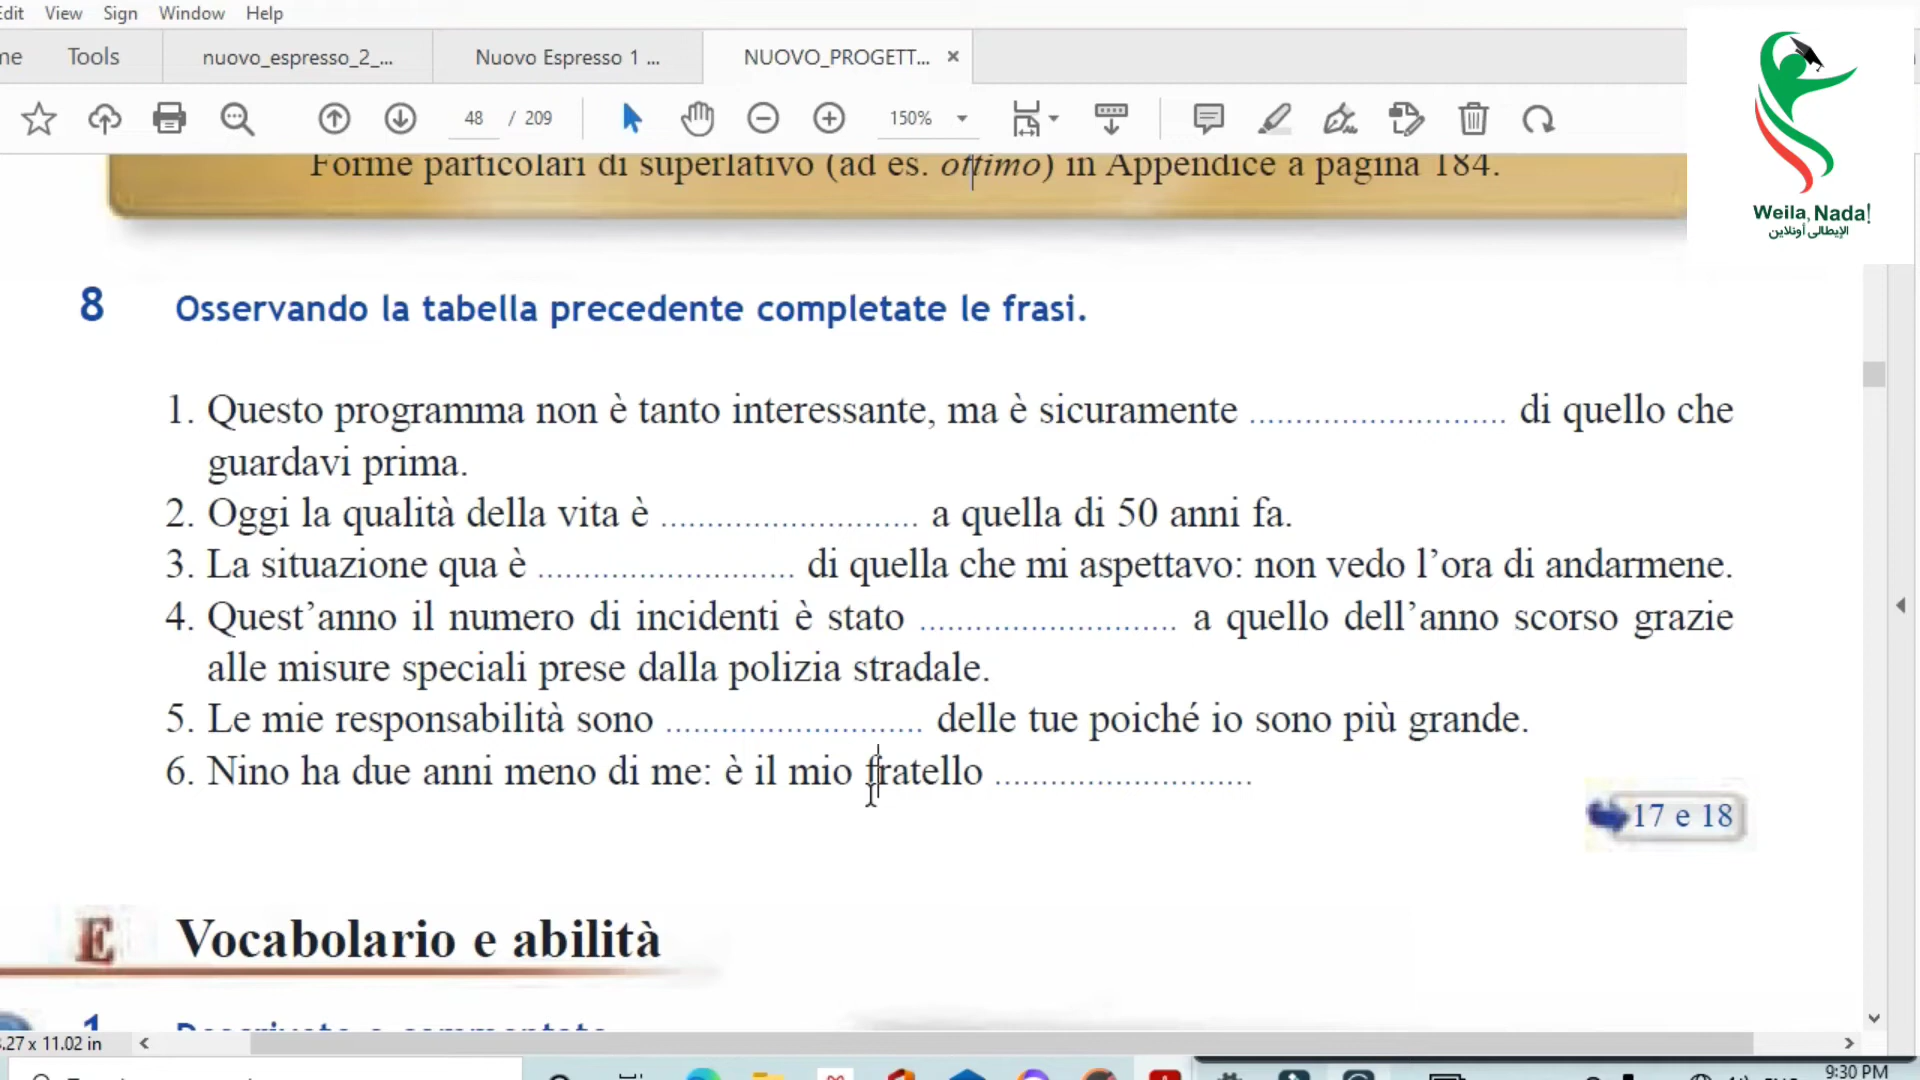 Edit View Sign Window Help
Tools nuovo_espresso_2_... Nuovo Espresso 1 ... NUOVO_PROGETT...
48 / 209 150%
Weila, Nada!
الإيطالي أونلاين
Forme particolari di superlativo (ad es. ottimo) in Appendice a pagina 184.
8 Osservando la tabella precedente completate le frasi.
1. Questo programma non è tanto interessante, ma è sicuramente ............................ di quello che
guardavi prima.
2. Oggi la qualità della vita è ............................ a quella di 50 anni fa.
3. La situazione qua è ............................ di quella che mi aspettavo: non vedo l'ora di andarmene.
4. Quest'anno il numero di incidenti è stato ............................ a quello dell'anno scorso grazie
alle misure speciali prese dalla polizia stradale.
5. Le mie responsabilità sono ............................ delle tue poiché io sono più grande.
6. Nino ha due anni meno di me: è il mio fratello ............................
17 e 18
E Vocabolario e abilità
1
.27 x 11.02 in
9:30 PM